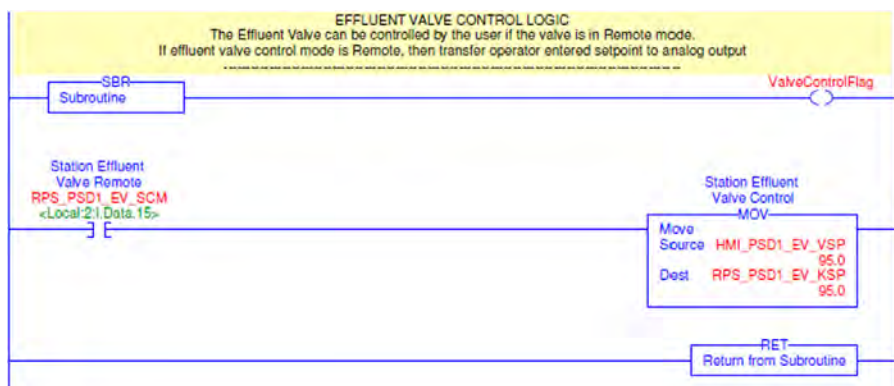 EFFLUENT VALVE CONTROL LOGIC
The Effluent Valve can be controlled by the user if the valve is in Remote mode.
If effluent valve control mode is Remote, then transfer operator entered setpoint to analog output
SBR
Subroutine
ValveControlFlag
Station Effluent
Valve Remote
RPS_PSD1_EV_SCM
<Local:2:I.Data.15>
Station Effluent
Valve Control
MOV
Move
Source HMI_PSD1_EV_VSP
95.0
Dest RPS_PSD1_EV_KSP
95.0
RET
Return from Subroutine